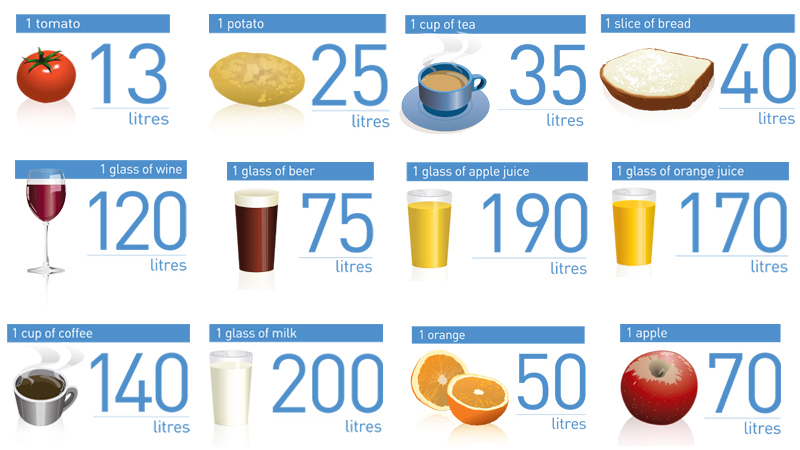 1 tomato
13
litres
1 potato
25
litres
1 cup of tea
35
litres
1 slice of bread
40
litres
1 glass of wine
120
litres
1 glass of beer
75
litres
1 glass of apple juice
190
litres
1 glass of orange juice
170
litres
1 cup of coffee
140
litres
1 glass of milk
200
litres
1 orange
50
litres
1 apple
70
litres